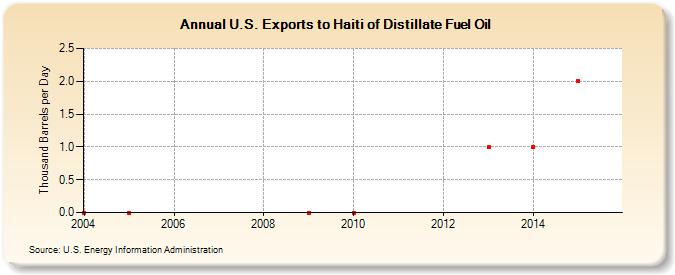 Annual U.S. Exports to Haiti of Distillate Fuel Oil
Thousand Barrels per Day
2.5
2.0
1.5
1.0
0.5
0.0
2004 2006 2008 2010 2012 2014
Source: U.S. Energy Information Administration